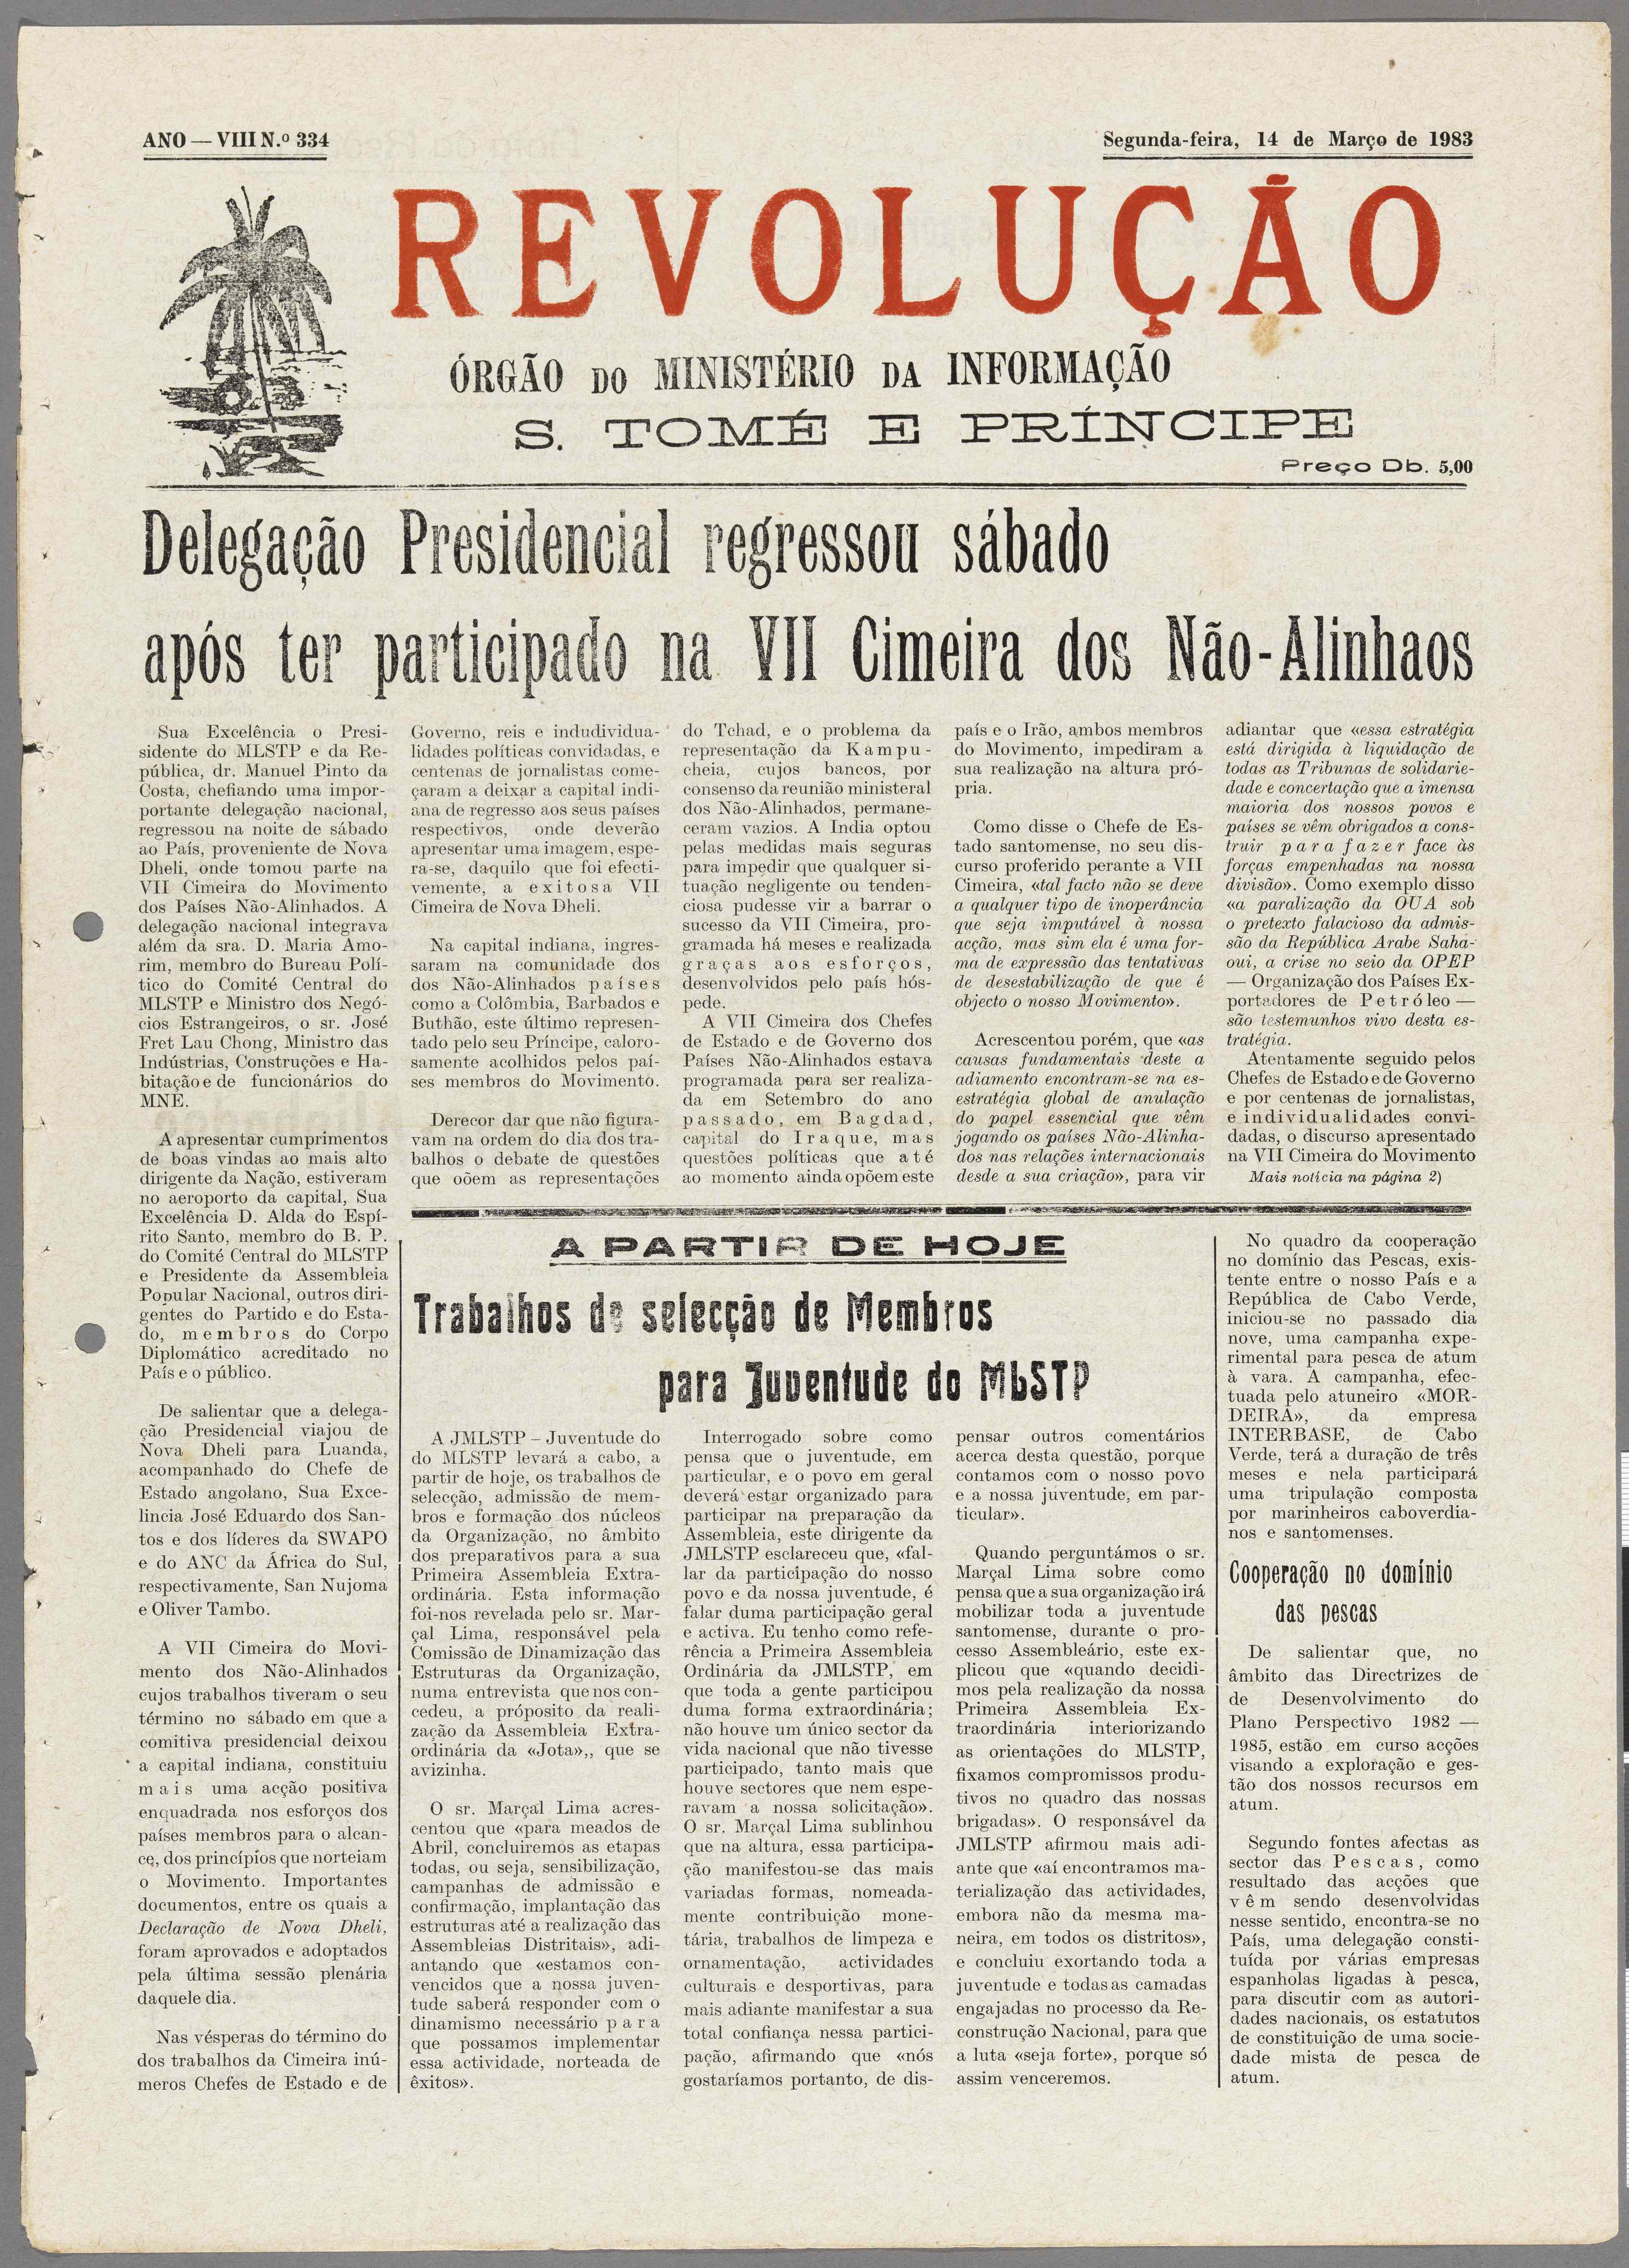 ANO — VIII N.º 334
Segunda-feira, 14 de Março de 1983
REVOLUÇÃO
ÓRGÃO DO MINISTÉRIO DA INFORMAÇÃO
S. TOMÉ E PRÍNCIPE
Preço Db. 5,00
Delegação Presidencial regressou sábado
após ter participado na VII Cimeira dos Não-Alinhaos
Sua Excelência o Presi-
sidente do MLSTP e da Re-
pública, dr. Manuel Pinto da
Costa, chefiando uma impor-
portante delegação nacional,
regressou na noite de sábado
ao País, proveniente de Nova
Dheli, onde tomou parte na
VII Cimeira do Movimento
dos Países Não-Alinhados. A
delegação nacional integrava
além da sra. D. Maria Amo-
rim, membro do Bureau Polí-
tico do Comité Central do
MLSTP e Ministro dos Negó-
cios Estrangeiros, o sr. José
Fret Lau Chong, Ministro das
Indústrias, Construções e Ha-
bitação e de funcionários do
MNE.
A apresentar cumprimentos
de boas vindas ao mais alto
dirigente da Nação, estiveram
no aeroporto da capital, Sua
Excelência D. Alda do Espí-
rito Santo, membro do B. P.
do Comité Central do MLSTP
e Presidente da Assembleia
Popular Nacional, outros diri-
gentes do Partido e do Esta-
do, membros do Corpo
Diplomático acreditado no
País e o público.
De salientar que a delega-
ção Presidencial viajou de
Nova Dheli para Luanda,
acompanhado do Chefe de
Estado angolano, Sua Exce-
lincia José Eduardo dos San-
tos e dos líderes da SWAPO
e do ANC da África do Sul,
respectivamente, San Nujoma
e Oliver Tambo.
A VII Cimeira do Movi-
mento dos Não-Alinhados
cujos trabalhos tiveram o seu
término no sábado em que a
comitiva presidencial deixou
a capital indiana, constituiu
mais uma acção positiva
enquadrada nos esforços dos
países membros para o alcan-
ce, dos princípios que norteiam
o Movimento. Importantes
documentos, entre os quais a
Declaração de Nova Dheli,
foram aprovados e adoptados
pela última sessão plenária
daquele dia.
Nas vésperas do término do
dos trabalhos da Cimeira inú-
meros Chefes de Estado e de
Governo, reis e indudividua-
lidades políticas convidadas, e
centenas de jornalistas come-
çaram a deixar a capital indi-
ana de regresso aos seus países
respectivos, onde deverão
apresentar uma imagem, espe-
ra-se, daquilo que foi efecti-
vemente, a exitosa VII
Cimeira de Nova Dheli.
Na capital indiana, ingres-
saram na comunidade dos
dos Não-Alinhados países
como a Colômbia, Barbados e
Buthão, este último represen-
tado pelo seu Príncipe, caloro-
samente acolhidos pelos paí-
ses membros do Movimento.
Derecor dar que não figura-
vam na ordem do dia dos tra-
balhos o debate de questões
que oõem as representações
do Tchad, e o problema da
representação da Kampu-
cheia, cujos bancos, por
consenso da reunião ministeral
dos Não-Alinhados, permane-
ceram vazios. A India optou
pelas medidas mais seguras
para impedir que qualquer si-
tuação negligente ou tenden-
ciosa pudesse vir a barrar o
sucesso da VII Cimeira, pro-
gramada há meses e realizada
graças aos esforços,
desenvolvidos pelo país hós-
pede.
A VII Cimeira dos Chefes
de Estado e de Governo dos
Países Não-Alinhados estava
programada para ser realiza-
da em Setembro do ano
passado, em Bagdad,
capital do Iraque, mas
questões políticas que até
ao momento ainda opõem este
país e o Irão, ambos membros
do Movimento, impediram a
sua realização na altura pró-
pria.
Como disse o Chefe de Es-
tado santomense, no seu dis-
curso proferido perante a VII
Cimeira, «tal facto não se deve
a qualquer tipo de inoperância
que seja imputável à nossa
acção, mas sim ela é uma for-
ma de expressão das tentativas
de desestabilização de que é
objecto o nosso Movimento».
Acrescentou porém, que «as
causas fundamentais deste a
adiamento encontram-se na es-
estratégia global de anulação
do papel essencial que vêm
jogando os países Não-Alinha-
dos nas relações internacionais
desde a sua criação», para vir
adiantar que «essa estratégia
está dirigida à liquidação de
todas as Tribunas de solidarie-
dade e concertação que a imensa
maioria dos nossos povos e
países se vêm obrigados a cons-
truir para fazer face às
forças empenhadas na nossa
divisão». Como exemplo disso
«a paralização da OUA sob
o pretexto falacioso da admis-
são da República Arabe Saha-
oui, a crise no seio da OPEP
— Organização dos Países Ex-
portadores de Petróleo —
são testemunhos vivo desta es-
tratégia.
Atentamente seguido pelos
Chefes de Estado e de Governo
e por centenas de jornalistas,
e individualidades convi-
dadas, o discurso apresentado
na VII Cimeira do Movimento
Mais notícia na página 2)
A PARTIR DE HOJE
Trabalhos de selecção de Membros
para Juventude do MLSTP
A JMLSTP – Juventude do
do MLSTP levará a cabo, a
partir de hoje, os trabalhos de
selecção, admissão de mem-
bros e formação dos núcleos
da Organização, no âmbito
dos preparativos para a sua
Primeira Assembleia Extra-
ordinária. Esta informação
foi-nos revelada pelo sr. Mar-
çal Lima, responsável pela
Comissão de Dinamização das
Estruturas da Organização,
numa entrevista que nos con-
cedeu, a próposito da reali-
zação da Assembleia Extra-
ordinária da «Jota»,, que se
avizinha.
O sr. Marçal Lima acres-
centou que «para meados de
Abril, concluiremos as etapas
todas, ou seja, sensibilização,
campanhas de admissão e
confirmação, implantação das
estruturas até a realização das
Assembleias Distritais», adi-
antando que «estamos con-
vencidos que a nossa juven-
tude saberá responder com o
dinamismo necessário para
que possamos implementar
essa actividade, norteada de
êxitos».
Interrogado sobre como
pensa que o juventude, em
particular, e o povo em geral
deverá estar organizado para
participar na preparação da
Assembleia, este dirigente da
JMLSTP esclareceu que, «fal-
lar da participação do nosso
povo e da nossa juventude, é
falar duma participação geral
e activa. Eu tenho como refe-
rência a Primeira Assembleia
Ordinária da JMLSTP, em
que toda a gente participou
duma forma extraordinária;
não houve um único sector da
vida nacional que não tivesse
participado, tanto mais que
houve sectores que nem espe-
ravam a nossa solicitação».
O sr. Marçal Lima sublinhou
que na altura, essa participa-
ção manifestou-se das mais
variadas formas, nomeada-
mente contribuição mone-
tária, trabalhos de limpeza e
ornamentação, actividades
culturais e desportivas, para
mais adiante manifestar a sua
total confiança nessa partici-
pação, afirmando que «nós
gostaríamos portanto, de dis-
pensar outros comentários
acerca desta questão, porque
contamos com o nosso povo
e a nossa juventude, em par-
ticular».
Quando perguntámos o sr.
Marçal Lima sobre como
pensa que a sua organização irá
mobilizar toda a juventude
santomense, durante o pro-
cesso Assembleário, este ex-
plicou que «quando decidi-
mos pela realização da nossa
Primeira Assembleia Ex-
traordinária interiorizando
as orientações do MLSTP,
fixamos compromissos produ-
tivos no quadro das nossas
brigadas». O responsável da
JMLSTP afirmou mais adi-
ante que «aí encontramos ma-
terialização das actividades,
embora não da mesma ma-
neira, em todos os distritos»,
e concluiu exortando toda a
juventude e todas as camadas
engajadas no processo da Re-
construção Nacional, para que
a luta «seja forte», porque só
assim venceremos.
No quadro da cooperação
no domínio das Pescas, exis-
tente entre o nosso País e a
República de Cabo Verde,
iniciou-se no passado dia
nove, uma campanha expe-
rimental para pesca de atum
à vara. A campanha, efec-
tuada pelo atuneiro «MOR-
DEIRA», da empresa
INTERBASE, de Cabo
Verde, terá a duração de três
meses e nela participará
uma tripulação composta
por marinheiros caboverdia-
nos e santomenses.
Cooperação no domínio
das pescas
De salientar que, no
âmbito das Directrizes de
de Desenvolvimento do
Plano Perspectivo 1982 —
1985, estão em curso acções
visando a exploração e ges-
tão dos nossos recursos em
atum.
Segundo fontes afectas as
sector das Pescas, como
resultado das acções que
vêm sendo desenvolvidas
nesse sentido, encontra-se no
País, uma delegação consti-
tuída por várias empresas
espanholas ligadas à pesca,
para discutir com as autori-
dades nacionais, os estatutos
de constituição de uma socie-
dade mista de pesca de
atum.